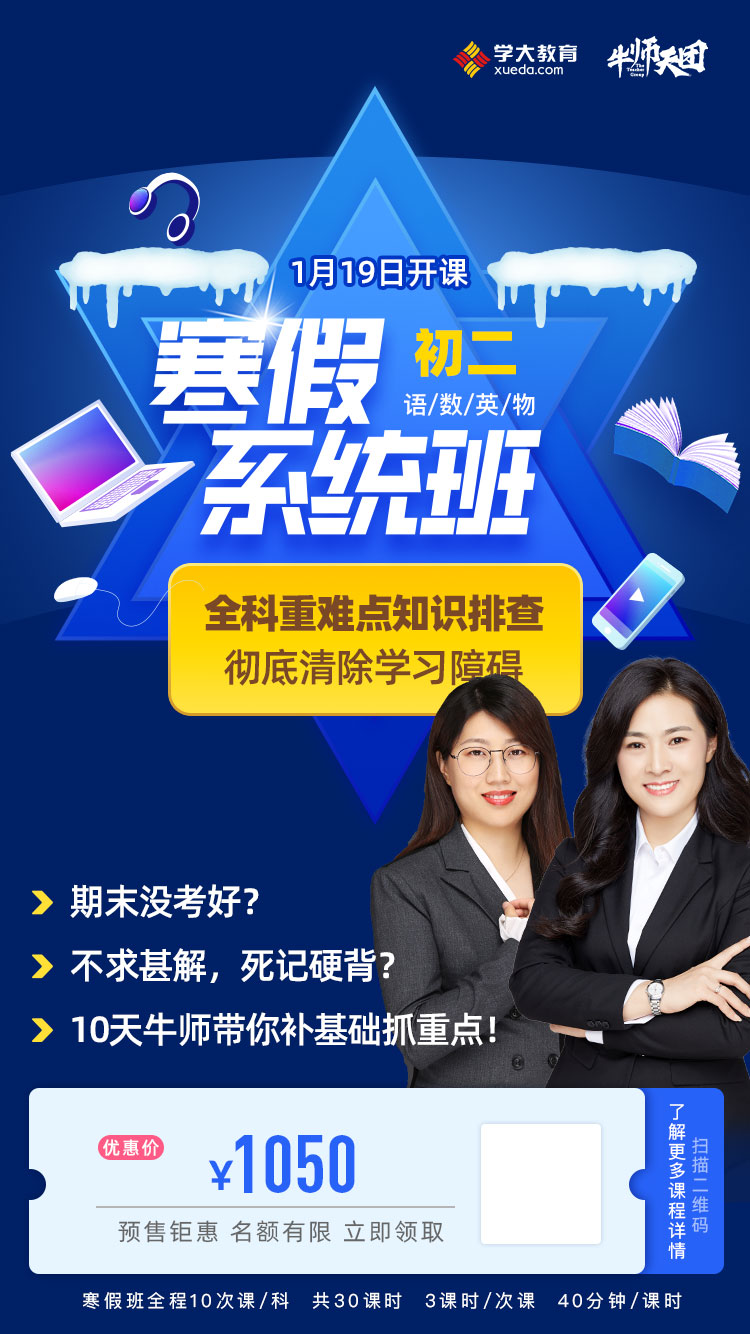 学大教育
xueda.com
牛师天团
The Teacher Group
1月19日开课
寒假
初二
语/数/英/物
系统班
全科重难点知识排查
彻底清除学习障碍
期末没考好?
不求甚解，死记硬背?
10天牛师带你补基础抓重点!
优惠价
¥1050
预售钜惠 名额有限 立即领取
扫描二维码
了解更多课程详情
寒假班全程10次课/科 共30课时 3课时/次课 40分钟/课时